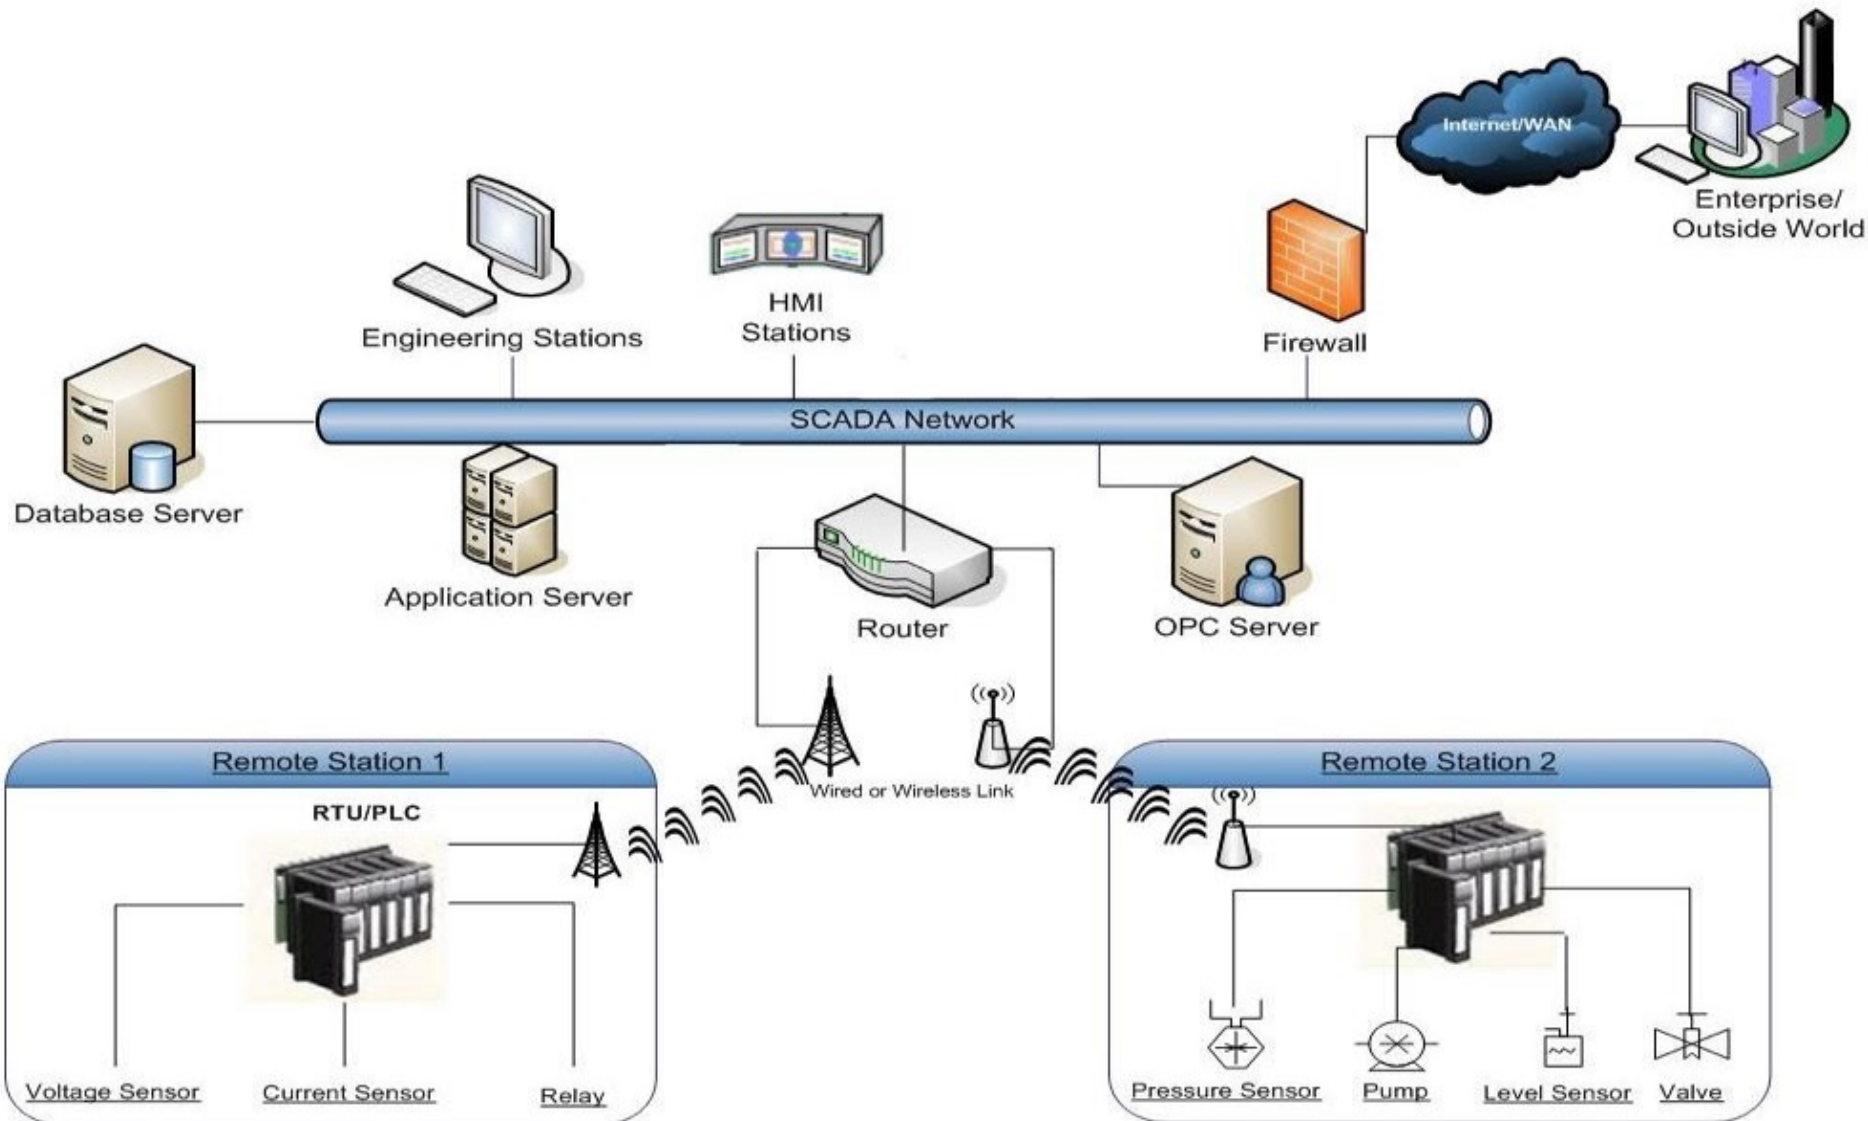 Internet/WAN
Enterprise/
Outside World
Engineering Stations
HMI
Stations
Firewall
SCADA Network
Database Server
Application Server
Router
OPC Server
Remote Station 1
Wired or Wireless Link
Remote Station 2
RTU/PLC
Voltage Sensor
Current Sensor
Relay
Pressure Sensor
Pump
Level Sensor
Valve